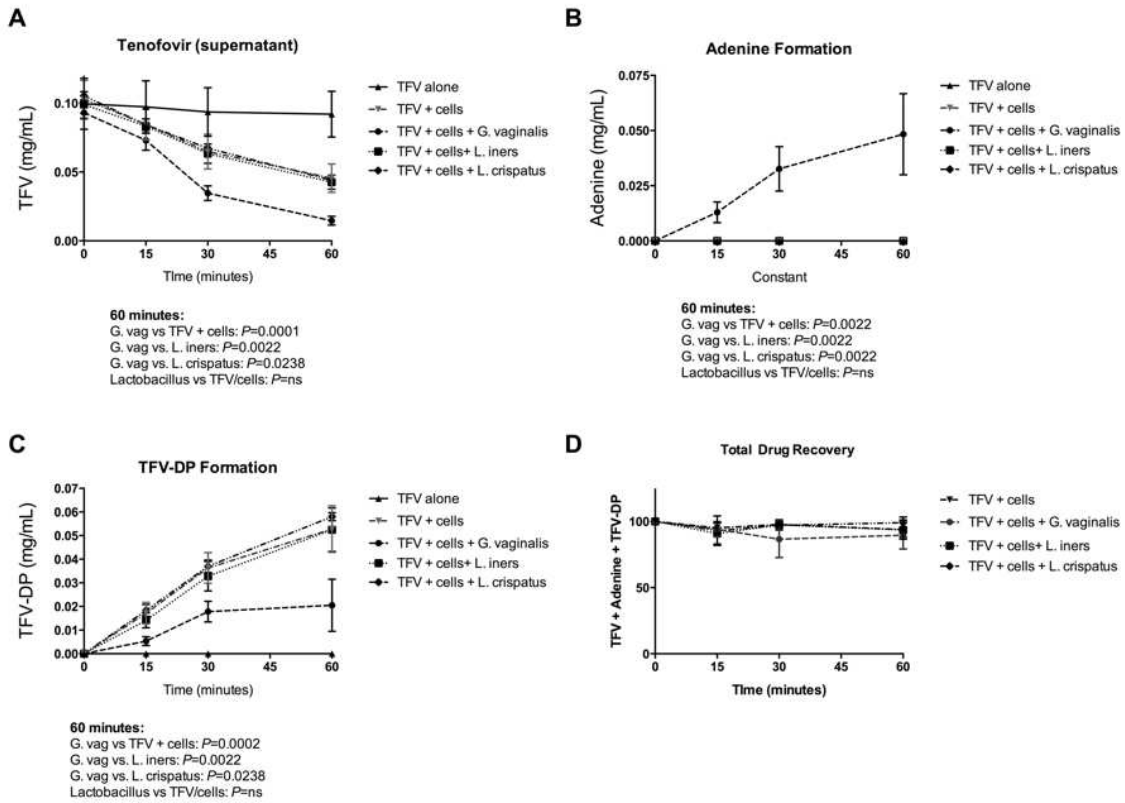 A
Tenofovir (supernatant)
TFV (mg/mL)
0.10
0.05
0.00
0 15 30 45 60
TIme (minutes)
TFV alone
TFV + cells
TFV + cells + G. vaginalis
TFV + cells+ L. iners
TFV + cells + L. crispatus
60 minutes:
G. vag vs TFV + cells: P=0.0001
G. vag vs. L. iners: P=0.0022
G. vag vs. L. crispatus: P=0.0238
Lactobacillus vs TFV/cells: P=ns
B
Adenine Formation
Adenine (mg/mL)
0.075
0.050
0.025
0.000
0 15 30 45 60
Constant
TFV alone
TFV + cells
TFV + cells + G. vaginalis
TFV + cells+ L. iners
TFV + cells + L. crispatus
60 minutes:
G. vag vs TFV + cells: P=0.0022
G. vag vs. L. iners: P=0.0022
G. vag vs. L. crispatus: P=0.0022
Lactobacillus vs TFV/cells: P=ns
C
TFV-DP Formation
TFV-DP (mg/mL)
0.07
0.06
0.05
0.04
0.03
0.02
0.01
0.00
0 15 30 45 60
Time (minutes)
TFV alone
TFV + cells
TFV + cells + G. vaginalis
TFV + cells+ L. iners
TFV + cells + L. crispatus
60 minutes:
G. vag vs TFV + cells: P=0.0002
G. vag vs. L. iners: P=0.0022
G. vag vs. L. crispatus: P=0.0238
Lactobacillus vs TFV/cells: P=ns
D
Total Drug Recovery
TFV + Adenine + TFV-DP
100
50
0
0 15 30 45 60
TIme (minutes)
TFV + cells
TFV + cells + G. vaginalis
TFV + cells+ L. iners
TFV + cells + L. crispatus